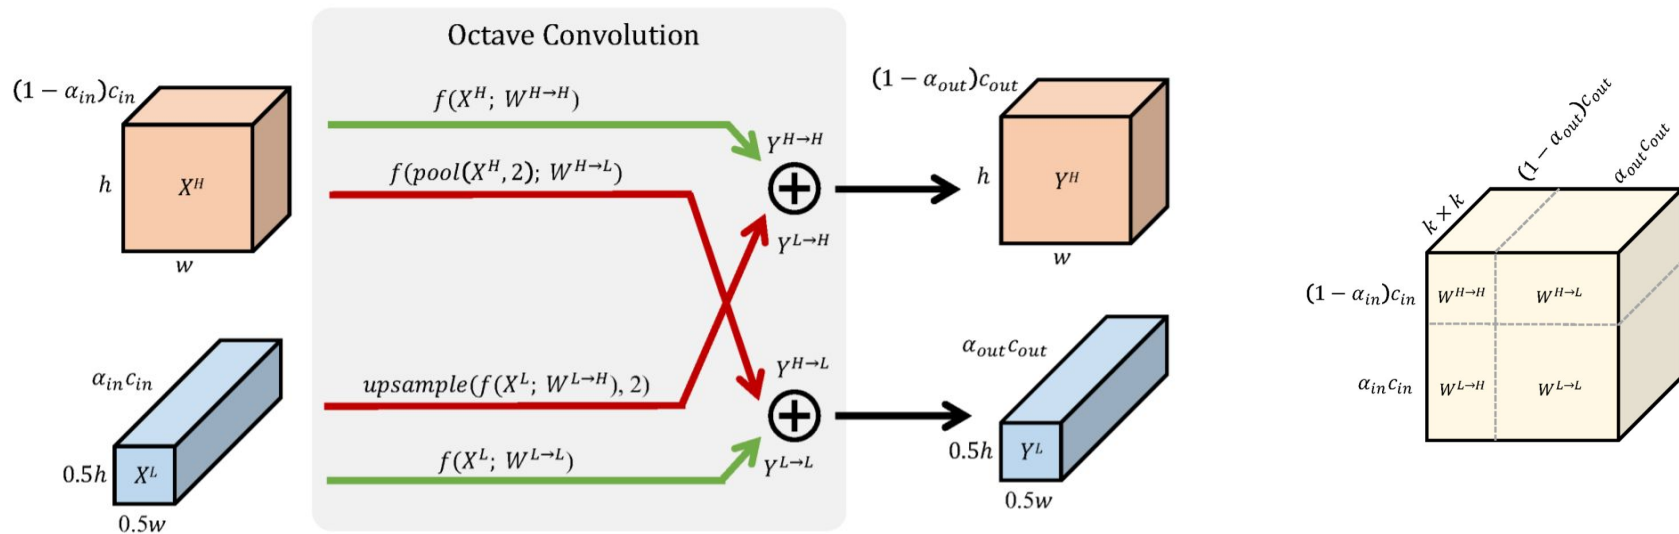 Octave Convolution
(1 − α_in)c_in
h
X^H
w
α_in c_in
0.5h
X^L
0.5w
f(X^H; W^{H→H})
f(pool(X^H, 2); W^{H→L})
upsample(f(X^L; W^{L→H}), 2)
f(X^L; W^{L→L})
Y^{H→H}
Y^{L→H}
Y^{H→L}
Y^{L→L}
(1 − α_out)c_out
h
Y^H
w
α_out c_out
0.5h
Y^L
0.5w
k × k
(1 − α_out)c_out
α_out c_out
(1 − α_in)c_in
W^{H→H}
W^{H→L}
α_in c_in
W^{L→H}
W^{L→L}